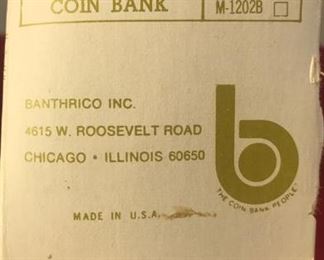 COIN BANK
M-1202B
BANTHRICO INC.
4615 W. ROOSEVELT ROAD
CHICAGO • ILLINOIS 60650
b
THE COIN BANK PEOPLE
MADE IN U.S.A.